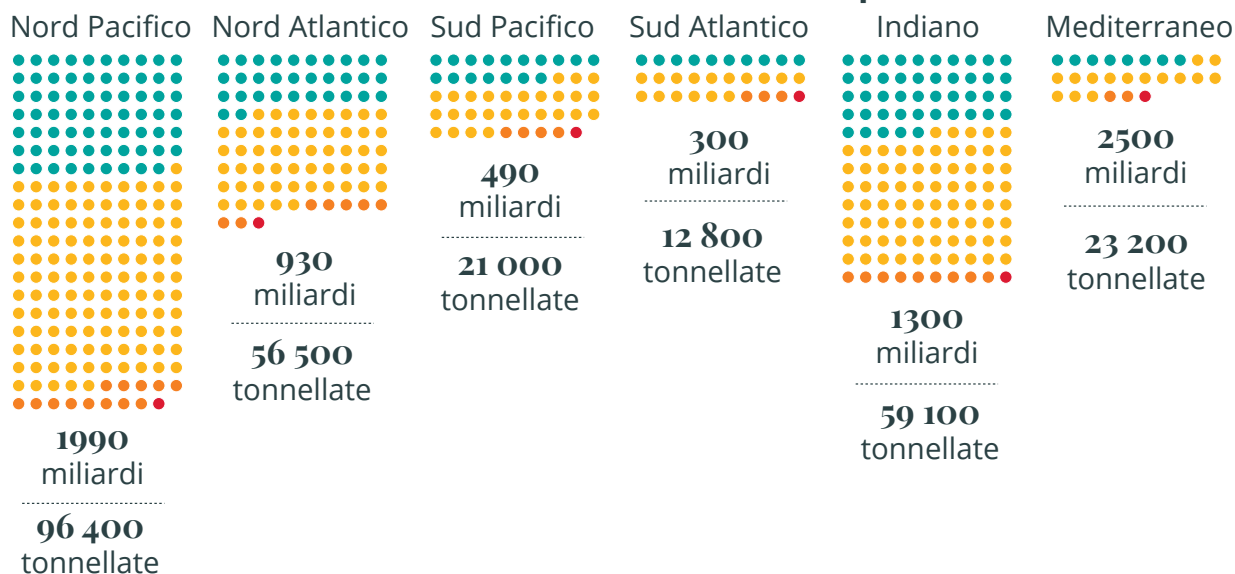 Nord Pacifico
1990
miliardi
96 400
tonnellate
Nord Atlantico
930
miliardi
56 500
tonnellate
Sud Pacifico
490
miliardi
21 000
tonnellate
Sud Atlantico
300
miliardi
12 800
tonnellate
Indiano
1300
miliardi
59 100
tonnellate
Mediterraneo
2500
miliardi
23 200
tonnellate